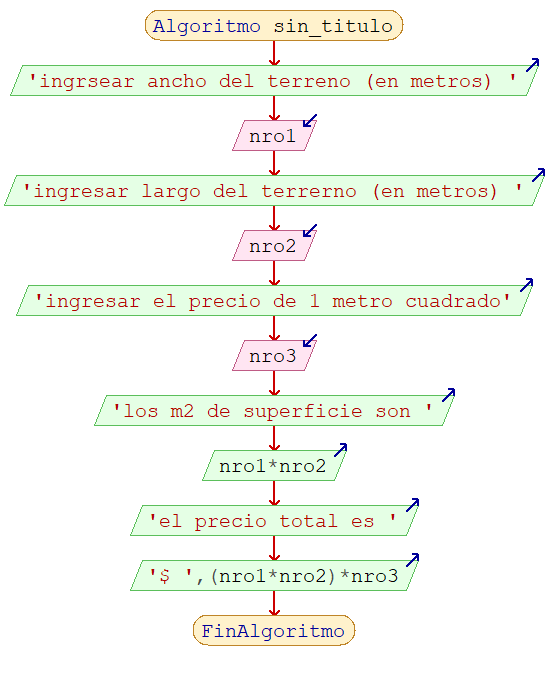 Algoritmo sin_titulo
'ingrsear ancho del terreno (en metros) '
nro1
'ingresar largo del terrerno (en metros) '
nro2
'ingresar el precio de 1 metro cuadrado'
nro3
'los m2 de superficie son '
nro1*nro2
'el precio total es '
'$ ',(nro1*nro2)*nro3
FinAlgoritmo